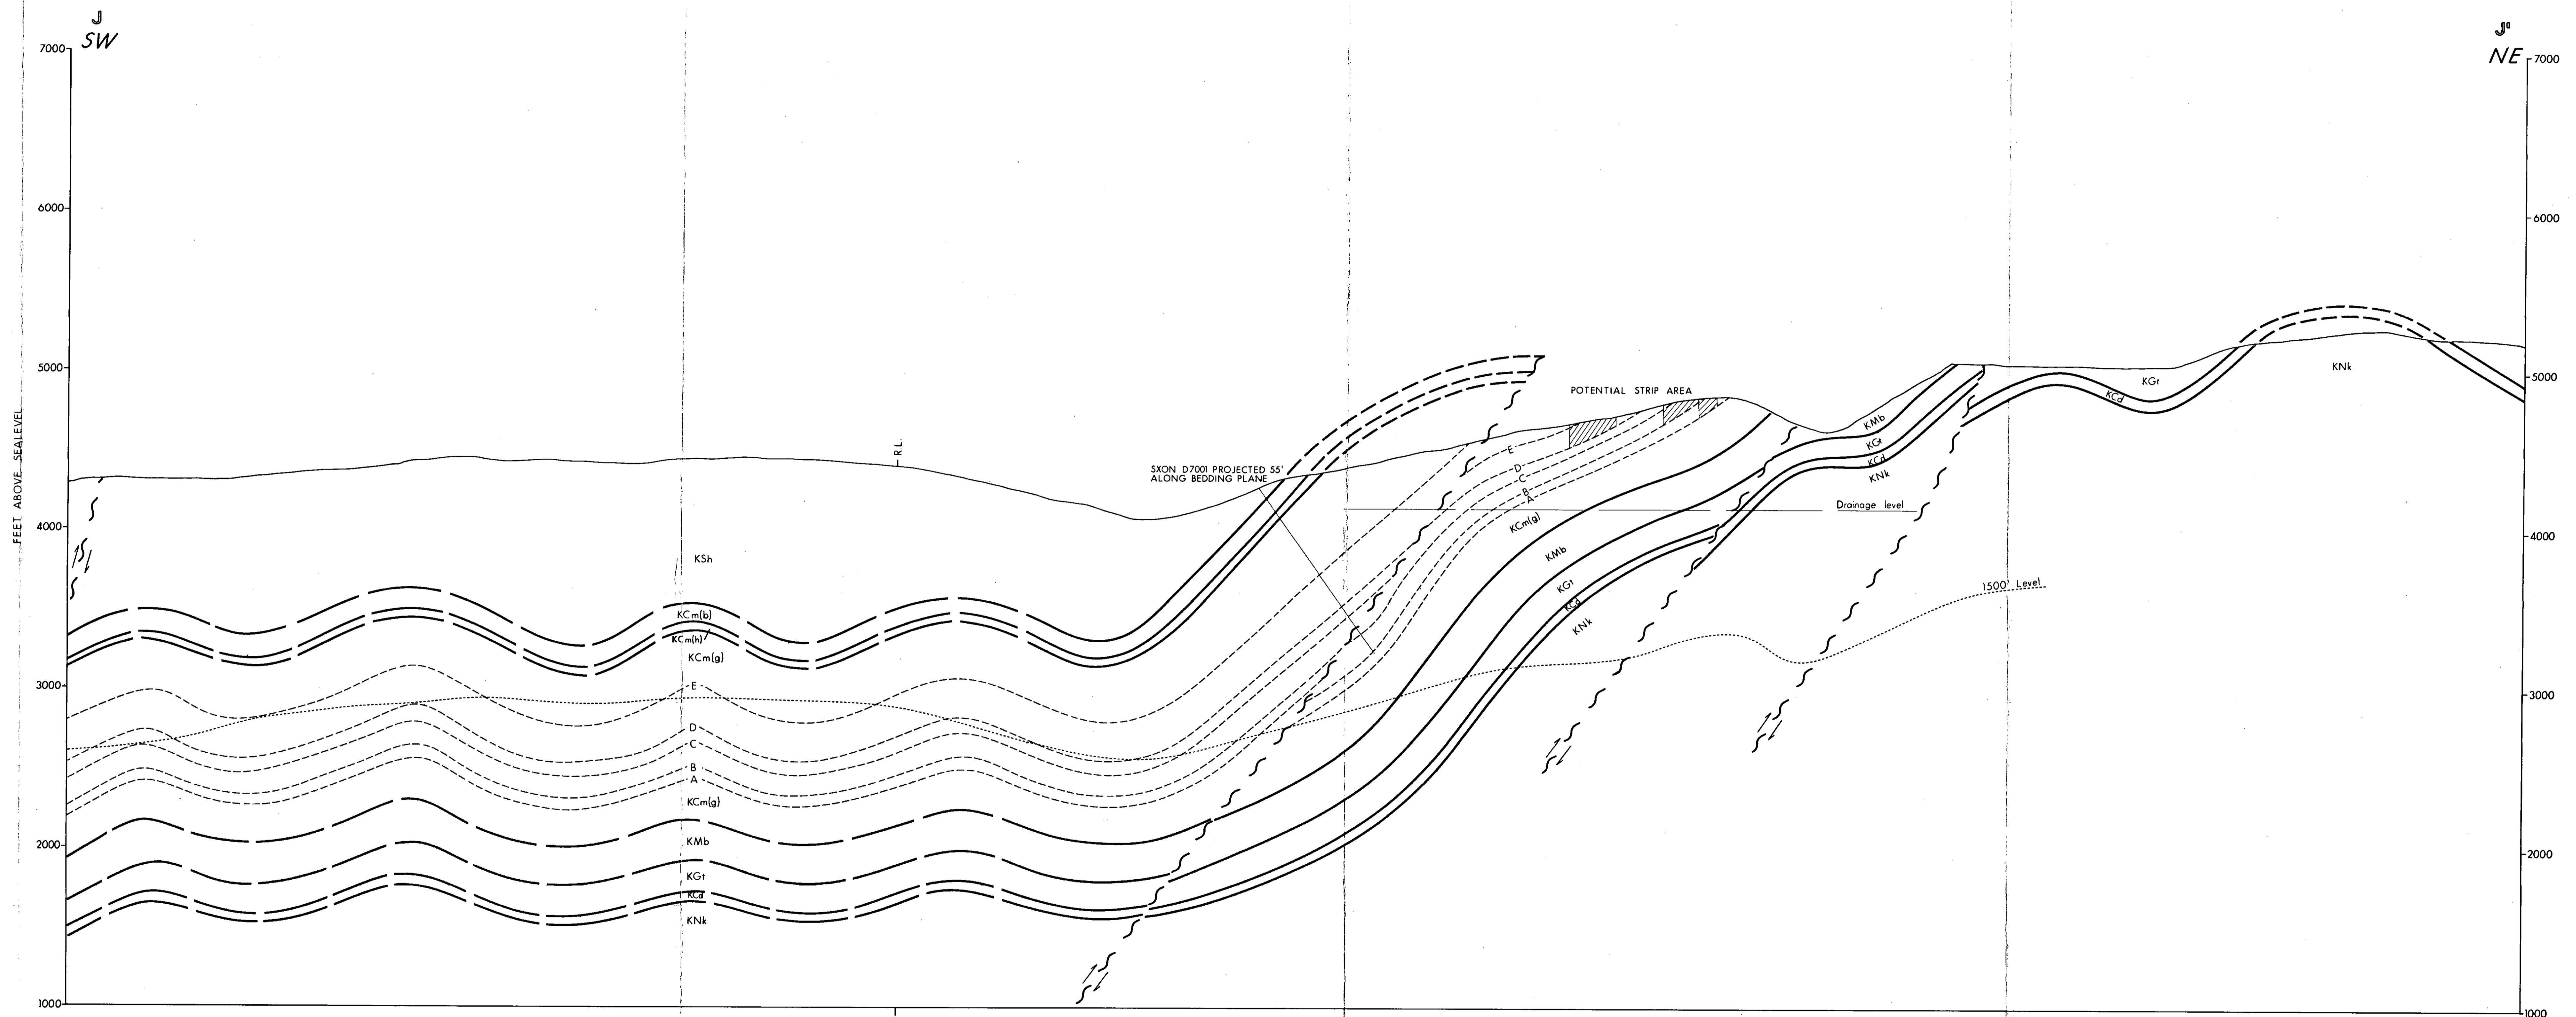 J
SW
J"
NE
7000
6000
5000
4000
3000
2000
1000
FEET ABOVE SEALEVEL
7000
6000
5000
4000
3000
2000
1000
R.L.
POTENTIAL STRIP AREA
SXON D7001 PROJECTED 55'
ALONG BEDDING PLANE
Drainage level
1500' Level
KSh
KCm(b)
KCm(h)
KCm(g)
E
D
C
B
A
KCm(g)
KMb
KGt
KCd
KNk
E
D
C
B
A
KCm(g)
KMb
KGt
KCd
KNk
KMb
KGt
KCd
KNk
KGt
KCd
KNk